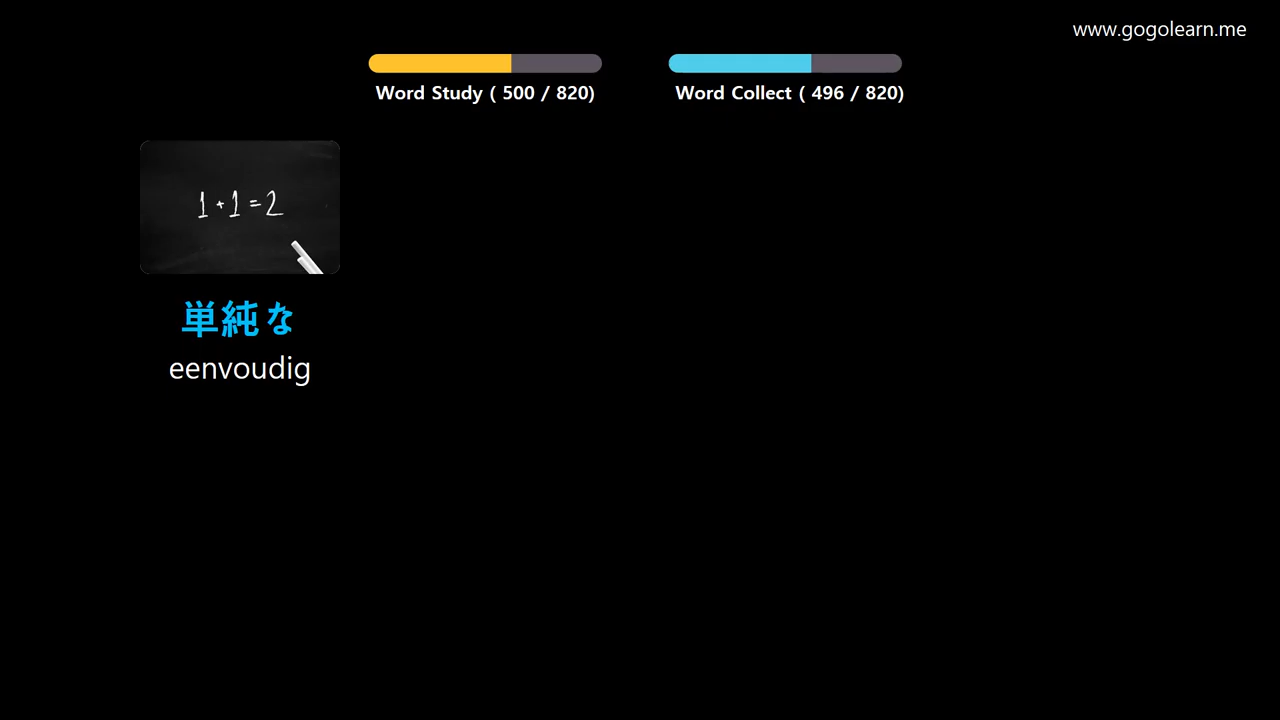 www.gogolearn.me
Word Study ( 500 / 820)
Word Collect ( 496 / 820)
1+1=2
単純な
eenvoudig